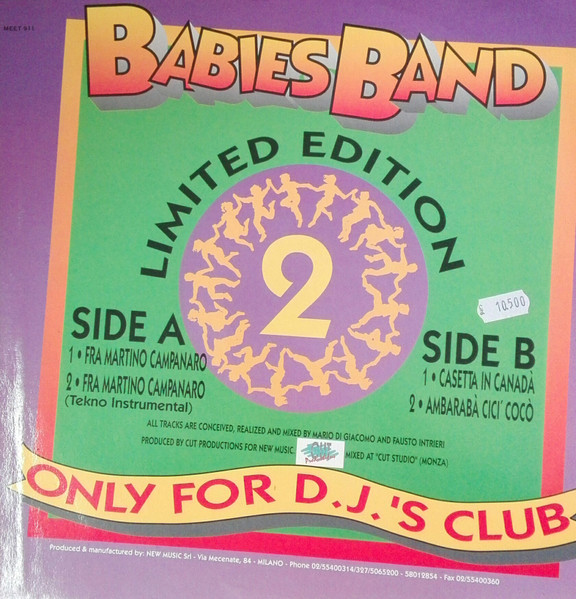 MEET 011
BABIES BAND
LIMITED EDITION
2
£ 10.500
SIDE A
1 • FRA MARTINO CAMPANARO
2 • FRA MARTINO CAMPANARO
(Tekno Instrumental)
SIDE B
1 • CASETTA IN CANADÀ
2 • AMBARABÀ CICI' COCÒ
ALL TRACKS ARE CONCEIVED, REALIZED AND MIXED BY MARIO DI GIACOMO AND FAUSTO INTRIERI
PRODUCED BY CUT PRODUCTIONS FOR NEW MUSIC. MIXED AT "CUT STUDIO" (MONZA)
ONLY FOR D.J.'S CLUB
Produced & manufactured by: NEW MUSIC Srl - Via Mecenate, 84 - MILANO - Phone 02/55400314/327/5065200 - 58012854 - Fax 02/55400360